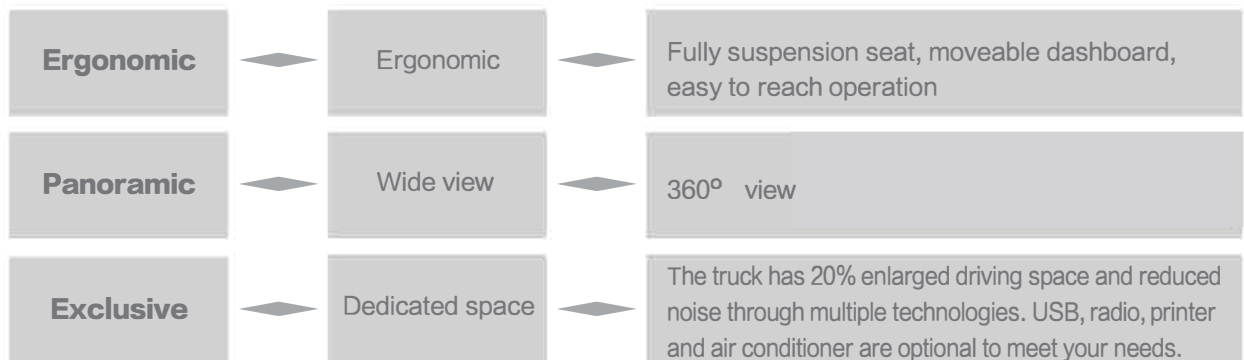 Ergonomic
Ergonomic
Fully suspension seat, moveable dashboard,
easy to reach operation
Panoramic
Wide view
360º view
Exclusive
Dedicated space
The truck has 20% enlarged driving space and reduced
noise through multiple technologies. USB, radio, printer
and air conditioner are optional to meet your needs.